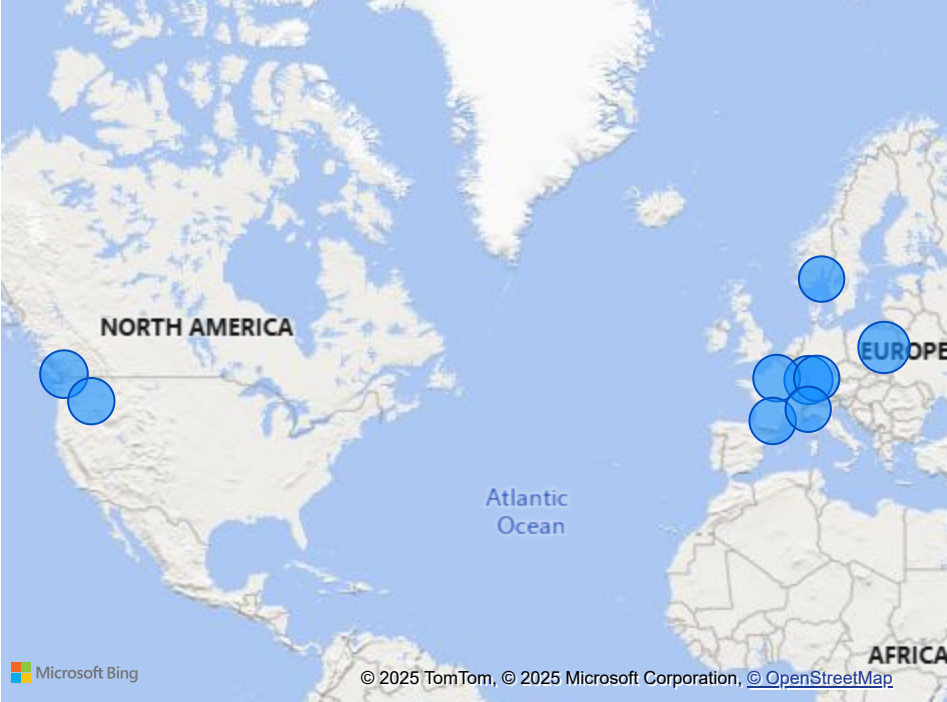 NORTH AMERICA
EUROPE
Atlantic
Ocean
AFRICA
Microsoft Bing
© 2025 TomTom, © 2025 Microsoft Corporation, © OpenStreetMap